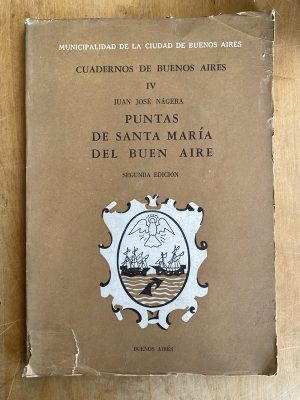 MUNICIPALIDAD DE LA CIUDAD DE BUENOS AIRES
CUADERNOS DE BUENOS AIRES
IV
JUAN JOSÉ NÁGERA
PUNTAS
DE SANTA MARÍA
DEL BUEN AIRE
SEGUNDA EDICIÓN
BUENOS AIRES